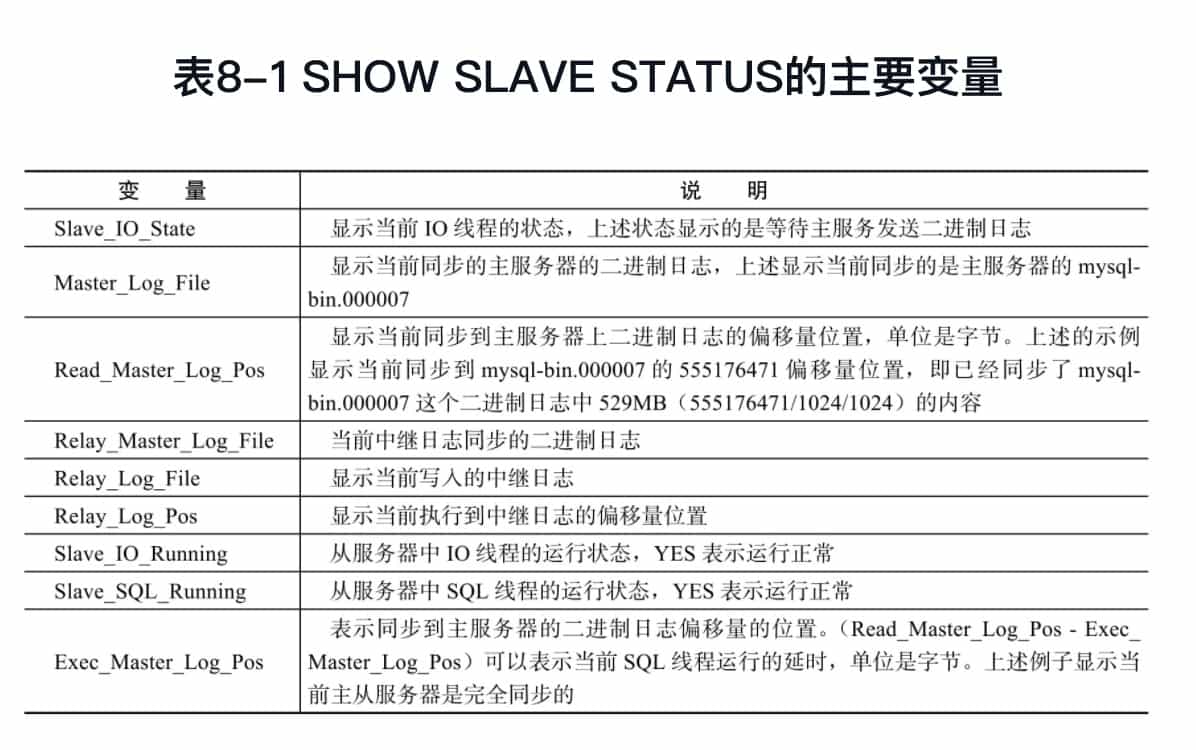 表8-1 SHOW SLAVE STATUS的主要变量
变 量 说 明
Slave_IO_State 显示当前 IO 线程的状态，上述状态显示的是等待主服务发送二进制日志
Master_Log_File 显示当前同步的主服务器的二进制日志，上述显示当前同步的是主服务器的 mysql-
bin.000007
显示当前同步到主服务器上二进制日志的偏移量位置，单位是字节。上述的示例
Read_Master_Log_Pos 显示当前同步到 mysql-bin.000007 的 555176471 偏移量位置，即已经同步了 mysql-
bin.000007 这个二进制日志中 529MB（555176471/1024/1024）的内容
Relay_Master_Log_File 当前中继日志同步的二进制日志
Relay_Log_File 显示当前写入的中继日志
Relay_Log_Pos 显示当前执行到中继日志的偏移量位置
Slave_IO_Running 从服务器中 IO 线程的运行状态，YES 表示运行正常
Slave_SQL_Running 从服务器中 SQL 线程的运行状态，YES 表示运行正常
表示同步到主服务器的二进制日志偏移量的位置。（Read_Master_Log_Pos - Exec_
Exec_Master_Log_Pos Master_Log_Pos）可以表示当前 SQL 线程运行的延时，单位是字节。上述例子显示当
前主从服务器是完全同步的